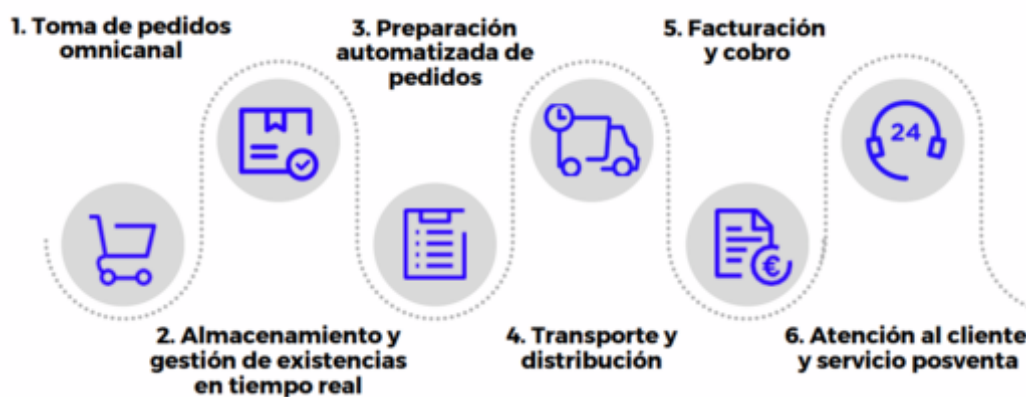 1. Toma de pedidos
omnicanal
2. Almacenamiento y
gestión de existencias
en tiempo real
3. Preparación
automatizada de
pedidos
4. Transporte y
distribución
5. Facturación
y cobro
€
6. Atención al cliente
y servicio posventa
24